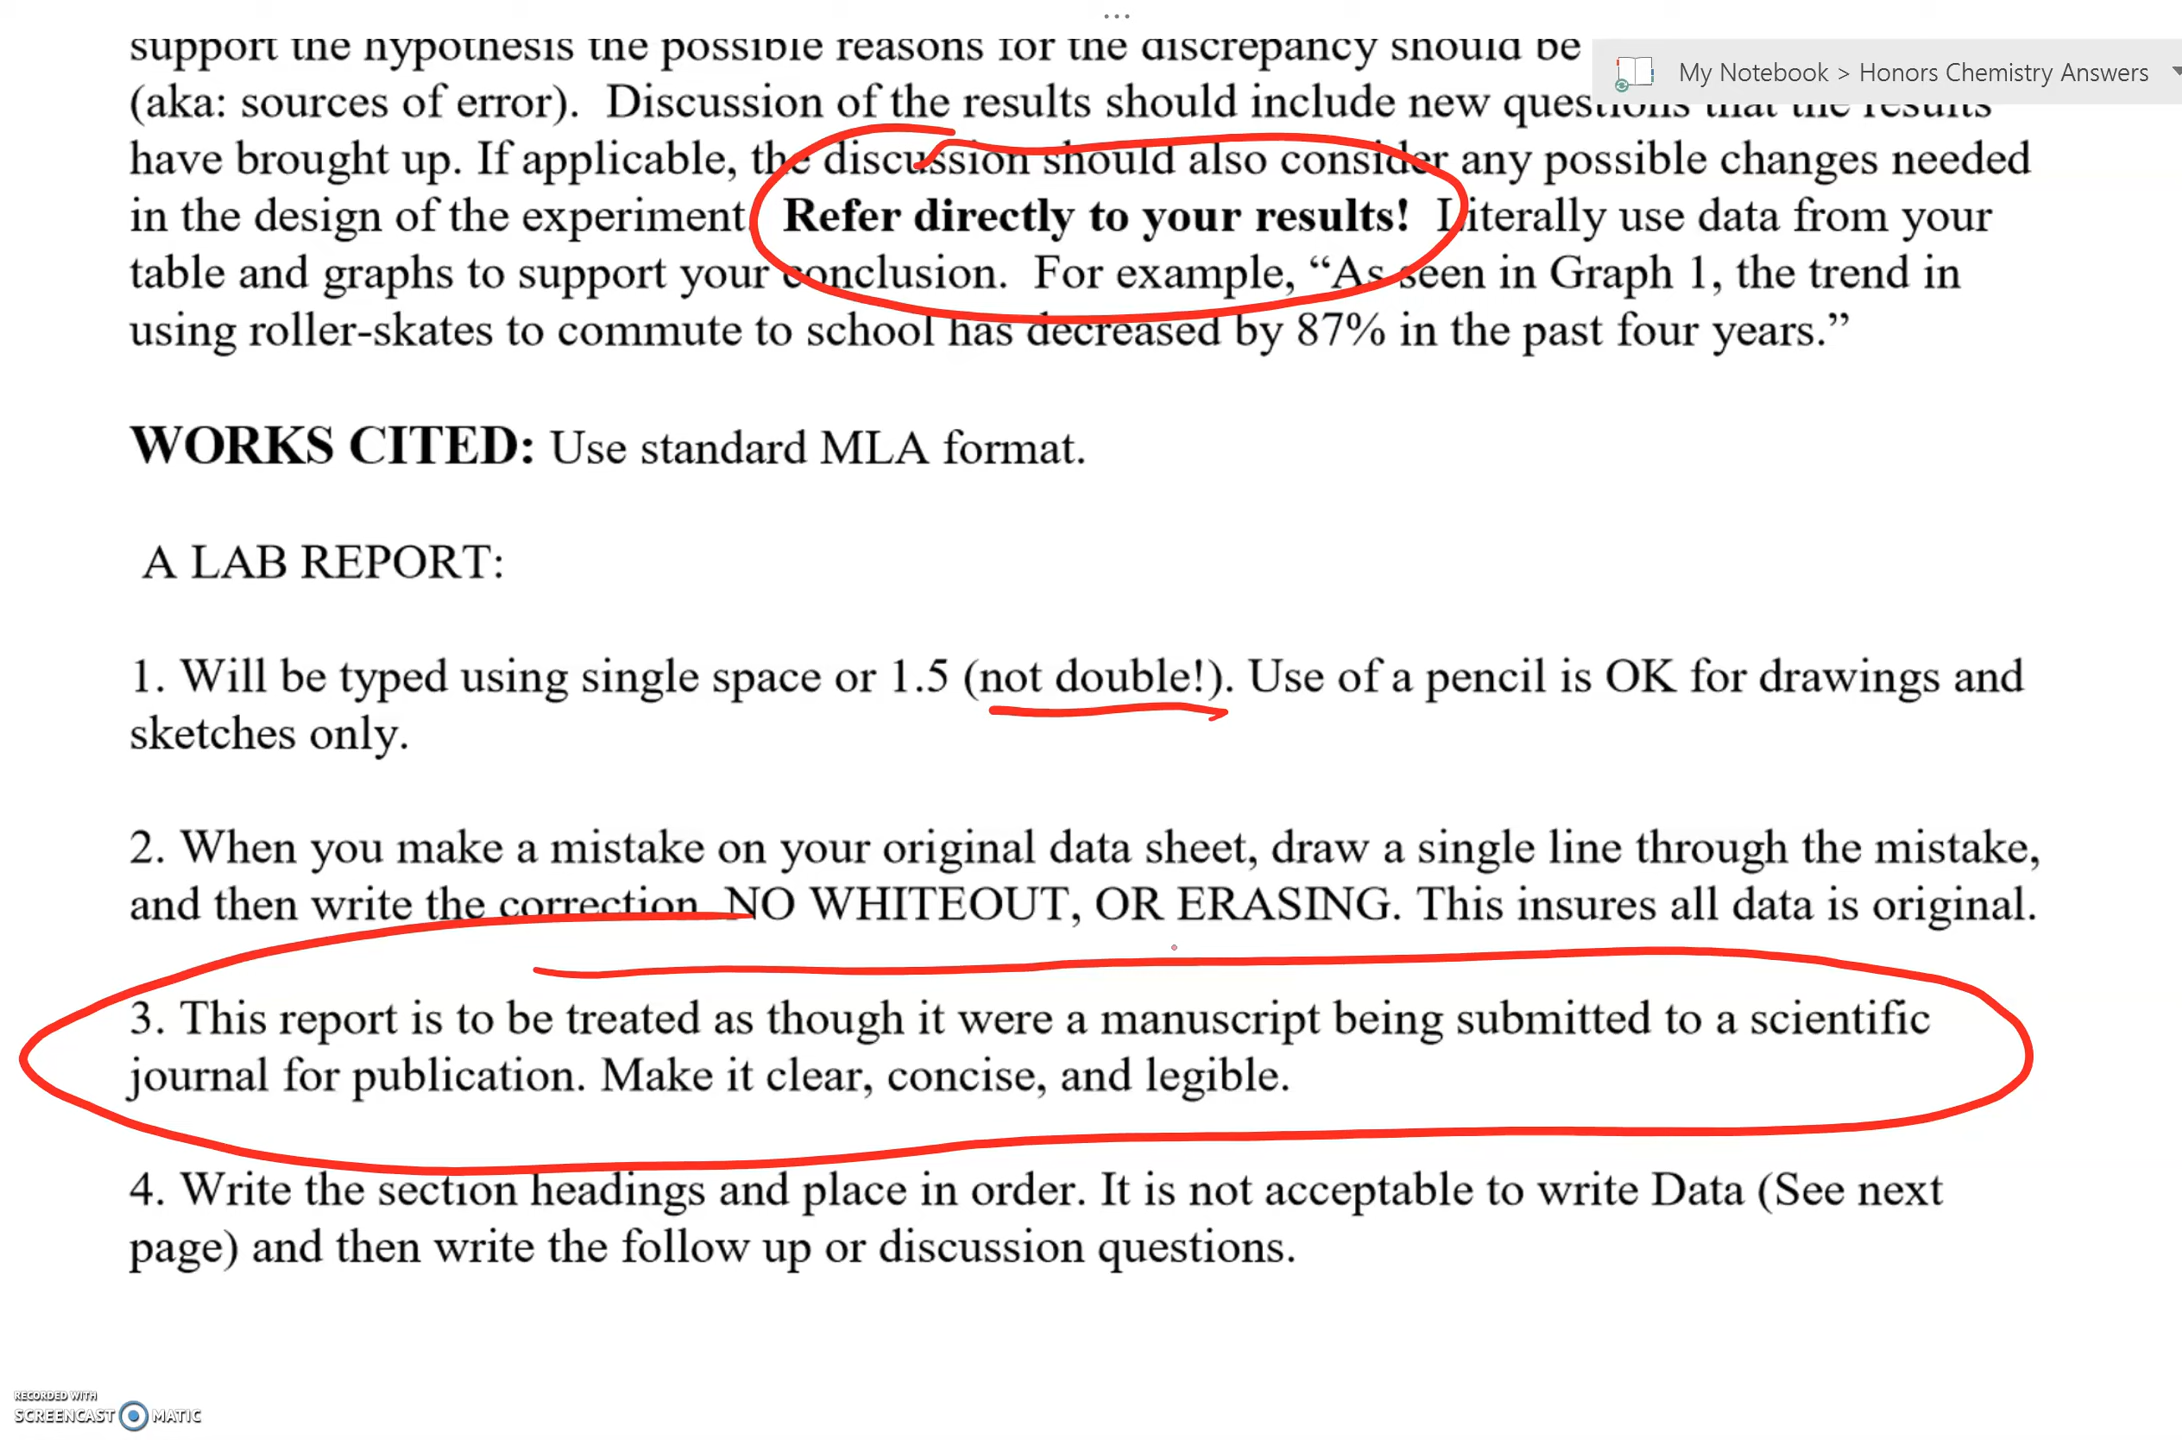 ...
support the hypothesis the possible reasons for the discrepancy should be
My Notebook > Honors Chemistry Answers
(aka: sources of error). Discussion of the results should include new questions that the results
have brought up. If applicable, the discussion should also consider any possible changes needed
in the design of the experiment. Refer directly to your results! Literally use data from your
table and graphs to support your conclusion. For example, “As seen in Graph 1, the trend in
using roller-skates to commute to school has decreased by 87% in the past four years.”
WORKS CITED: Use standard MLA format.
A LAB REPORT:
1. Will be typed using single space or 1.5 (not double!). Use of a pencil is OK for drawings and
sketches only.
2. When you make a mistake on your original data sheet, draw a single line through the mistake,
and then write the correction. NO WHITEOUT, OR ERASING. This insures all data is original.
3. This report is to be treated as though it were a manuscript being submitted to a scientific
journal for publication. Make it clear, concise, and legible.
4. Write the section headings and place in order. It is not acceptable to write Data (See next
page) and then write the follow up or discussion questions.
RECORDED WITH
SCREENCAST MATIC